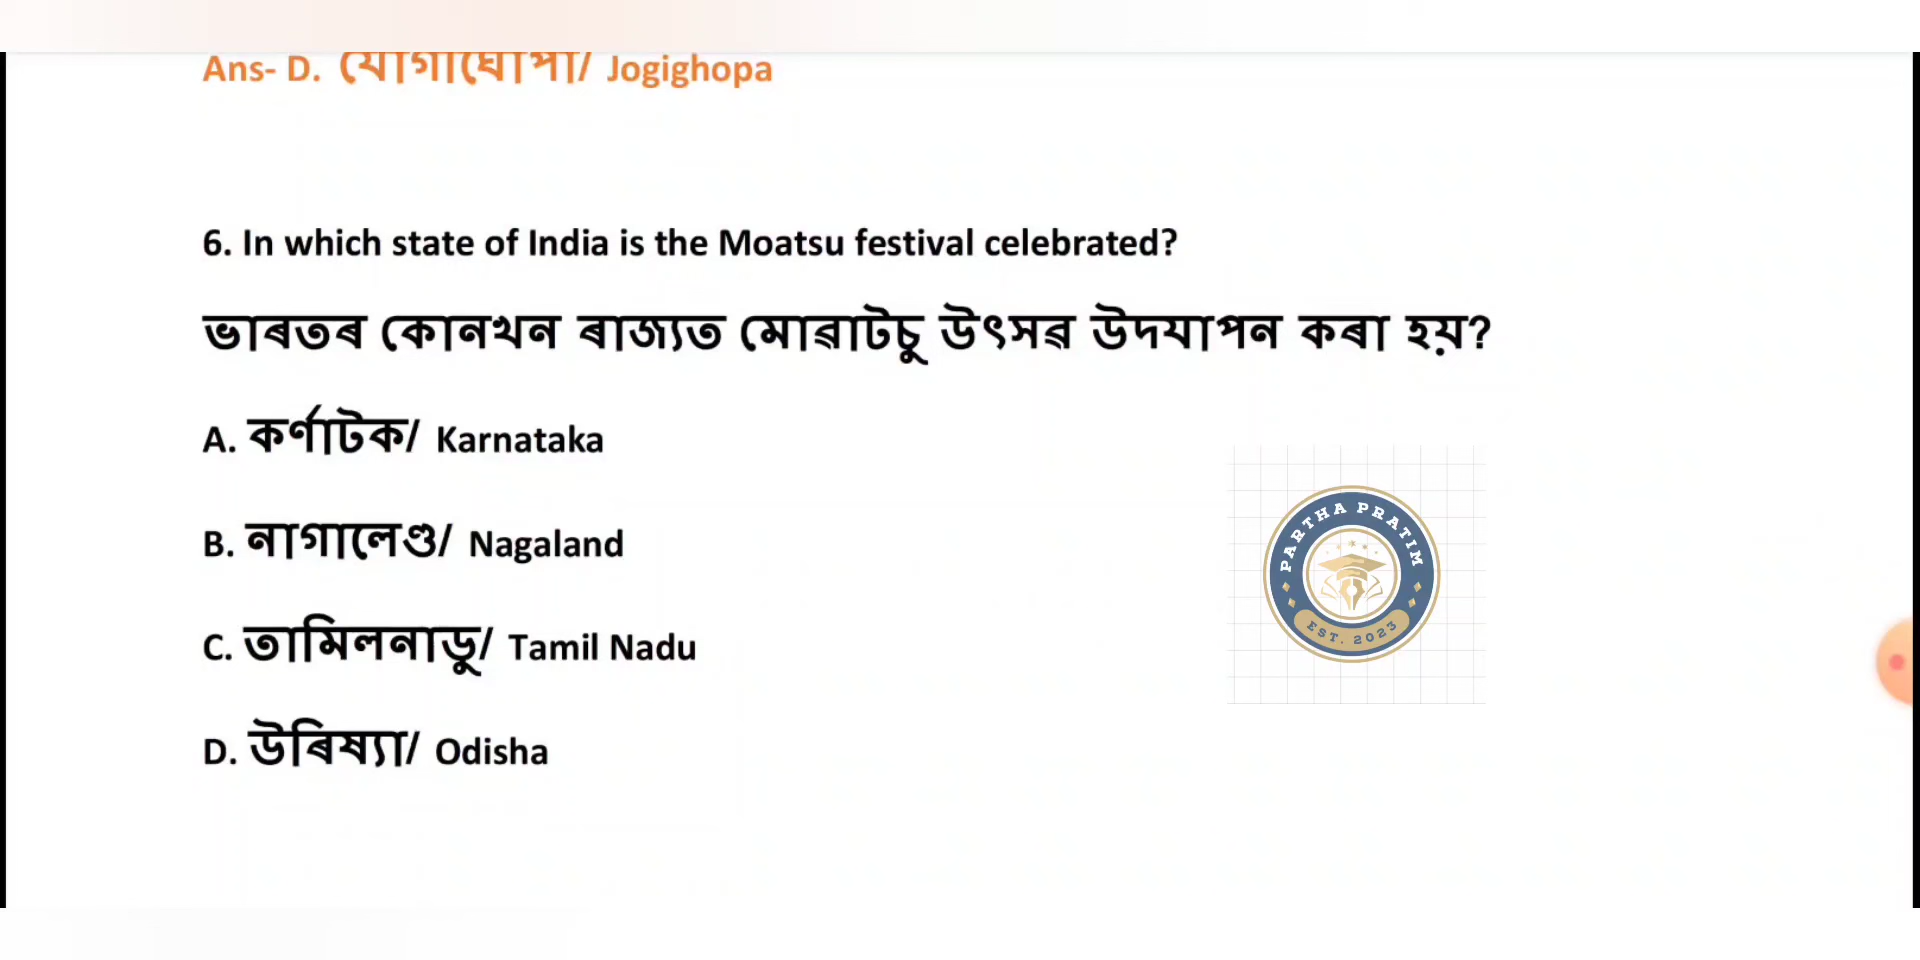 Ans- D. যোগীঘোপা/ Jogighopa
6. In which state of India is the Moatsu festival celebrated?
ভাৰতৰ কোনখন ৰাজ্যত মোৱাটচু উৎসৱ উদযাপন কৰা হয়?
A. কৰ্ণাটক/ Karnataka
B. নাগালেণ্ড/ Nagaland
C. তামিলনাডু/ Tamil Nadu
D. উৰিষ্যা/ Odisha
PARTHA PRATIM
EST. 2023